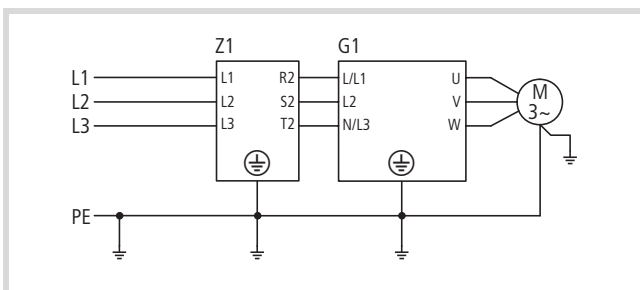 Z1 G1
L1 L1 R2 L/L1 U
L2 L2 S2 L2 V
L3 L3 T2 N/L3 W
M
3~
PE